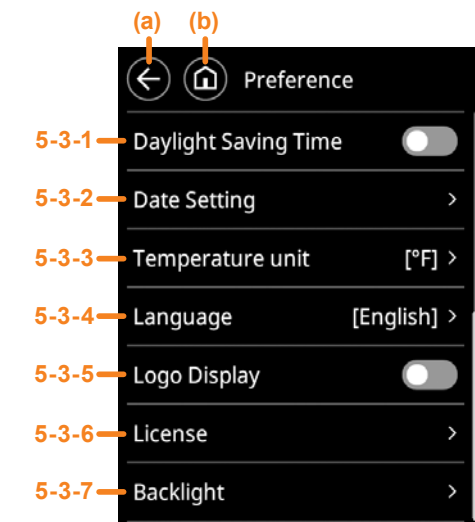 (a) (b)
Preference
5-3-1 Daylight Saving Time
5-3-2 Date Setting >
5-3-3 Temperature unit [°F] >
5-3-4 Language [English] >
5-3-5 Logo Display
5-3-6 License >
5-3-7 Backlight >